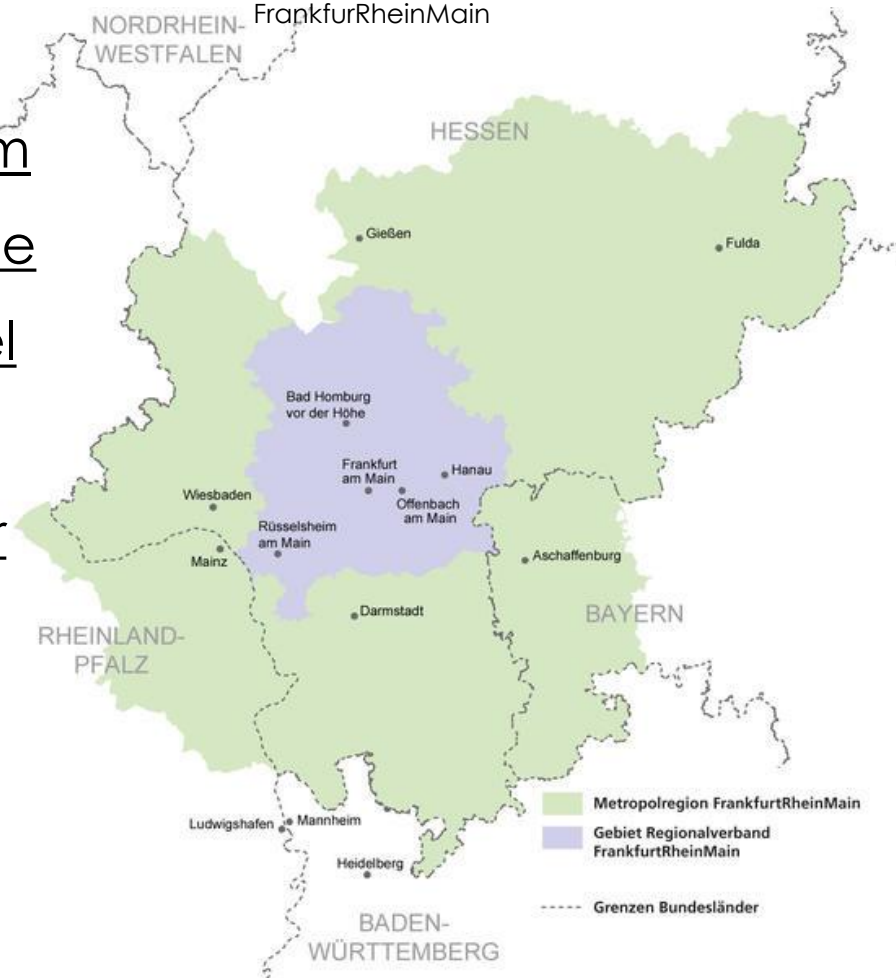 FrankfurRheinMain
NORDRHEIN-
WESTFALEN
HESSEN
m
e
el
r
Gießen
Fulda
Bad Homburg
vor der Höhe
Frankfurt
am Main
Hanau
Offenbach
am Main
Wiesbaden
Rüsselsheim
am Main
Mainz
Aschaffenburg
Darmstadt
BAYERN
RHEINLAND-
PFALZ
Ludwigshafen
Mannheim
Heidelberg
BADEN-
WÜRTTEMBERG
Metropolregion FrankfurtRheinMain
Gebiet Regionalverband
FrankfurtRheinMain
Grenzen Bundesländer